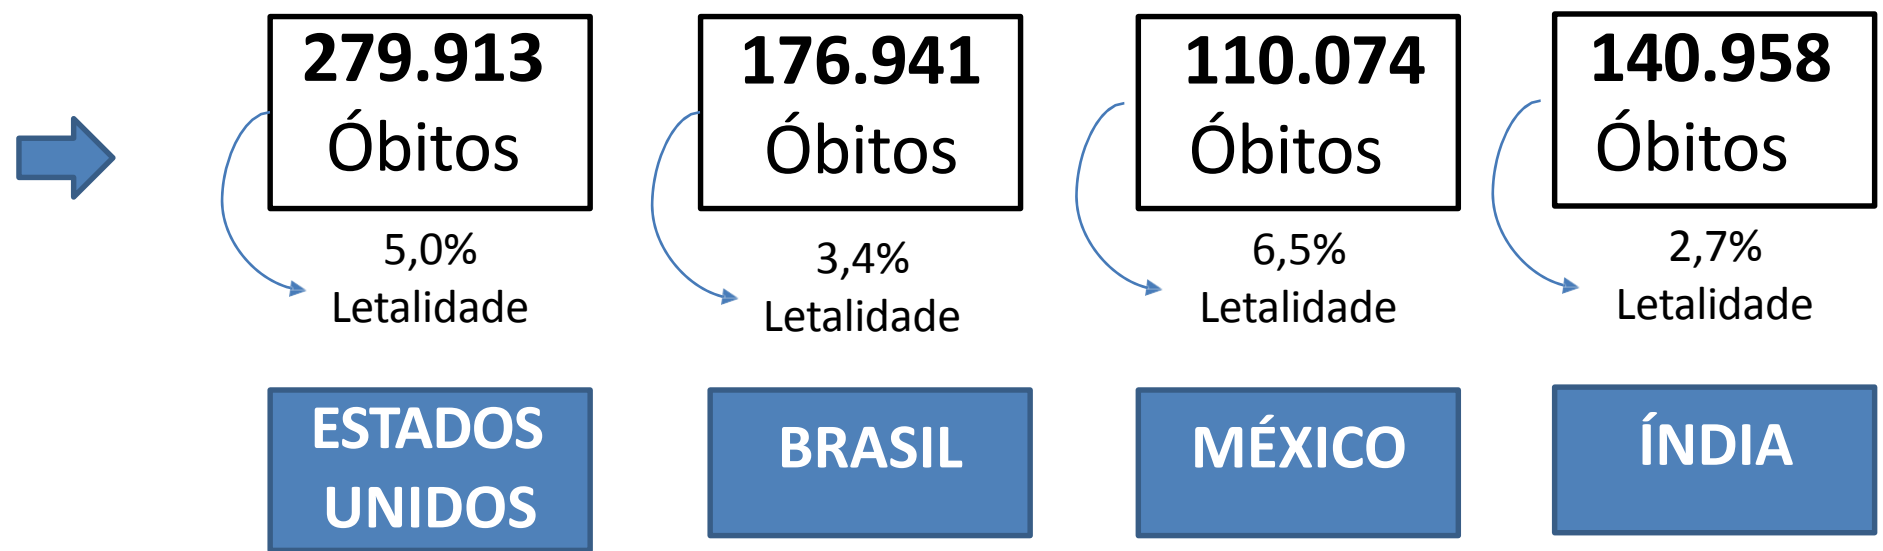 279.913
Óbitos
5,0%
Letalidade
ESTADOS
UNIDOS
176.941
Óbitos
3,4%
Letalidade
BRASIL
110.074
Óbitos
6,5%
Letalidade
MÉXICO
140.958
Óbitos
2,7%
Letalidade
ÍNDIA